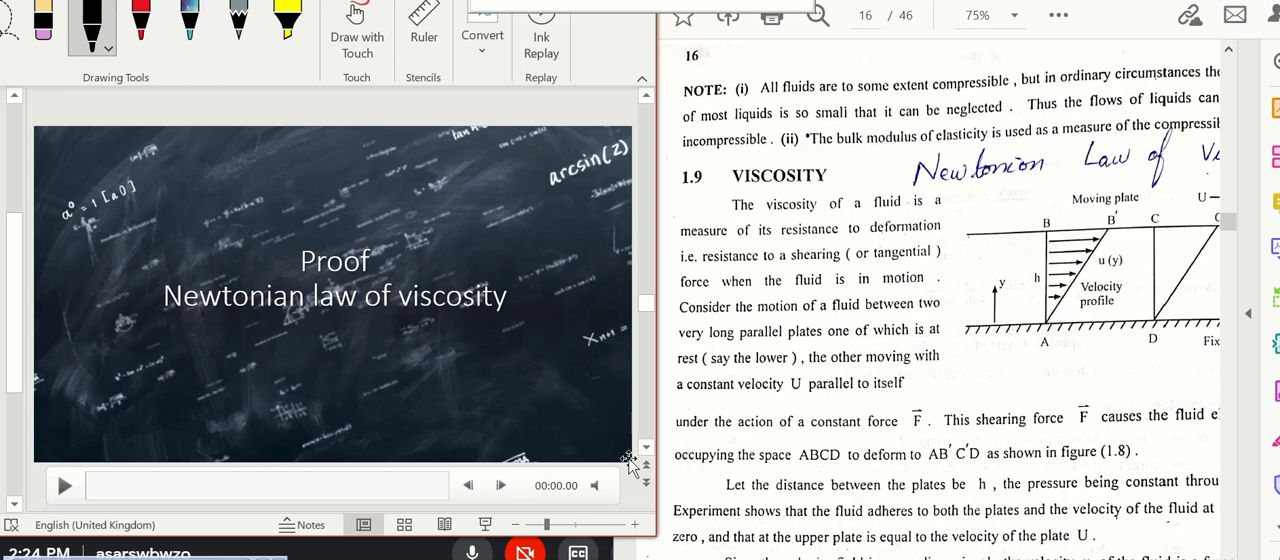 Draw with
Touch
Ruler
Convert
Ink
Replay
Drawing Tools
Touch
Stencils
Replay
a⁰ = 1 [a≠0]
arcsin(z)
Proof
Newtonian law of viscosity
00:00.00
English (United Kingdom)
Notes
2:24 PM
asarswbwzo
16 / 46
75%
16
NOTE: (i) All fluids are to some extent compressible , but in ordinary circumstances the
of most liquids is so small that it can be neglected . Thus the flows of liquids can
incompressible . (ii) •The bulk modulus of elasticity is used as a measure of the compressib
Newtonion Law of
1.9 VISCOSITY
The viscosity of a fluid is a
measure of its resistance to deformation
i.e. resistance to a shearing ( or tangential )
force when the fluid is in motion .
Consider the motion of a fluid between two
very long parallel plates one of which is at
rest ( say the lower ) , the other moving with
a constant velocity U parallel to itself
Moving plate
U
B
B′
C
u (y)
h
y
Velocity
profile
A
D
Fix
under the action of a constant force F⃗ . This shearing force F⃗ causes the fluid e
occupying the space ABCD to deform to AB′ C′D as shown in figure (1.8) .
Let the distance between the plates be h , the pressure being constant throu
Experiment shows that the fluid adheres to both the plates and the velocity of the fluid at
zero , and that at the upper plate is equal to the velocity of the plate U .